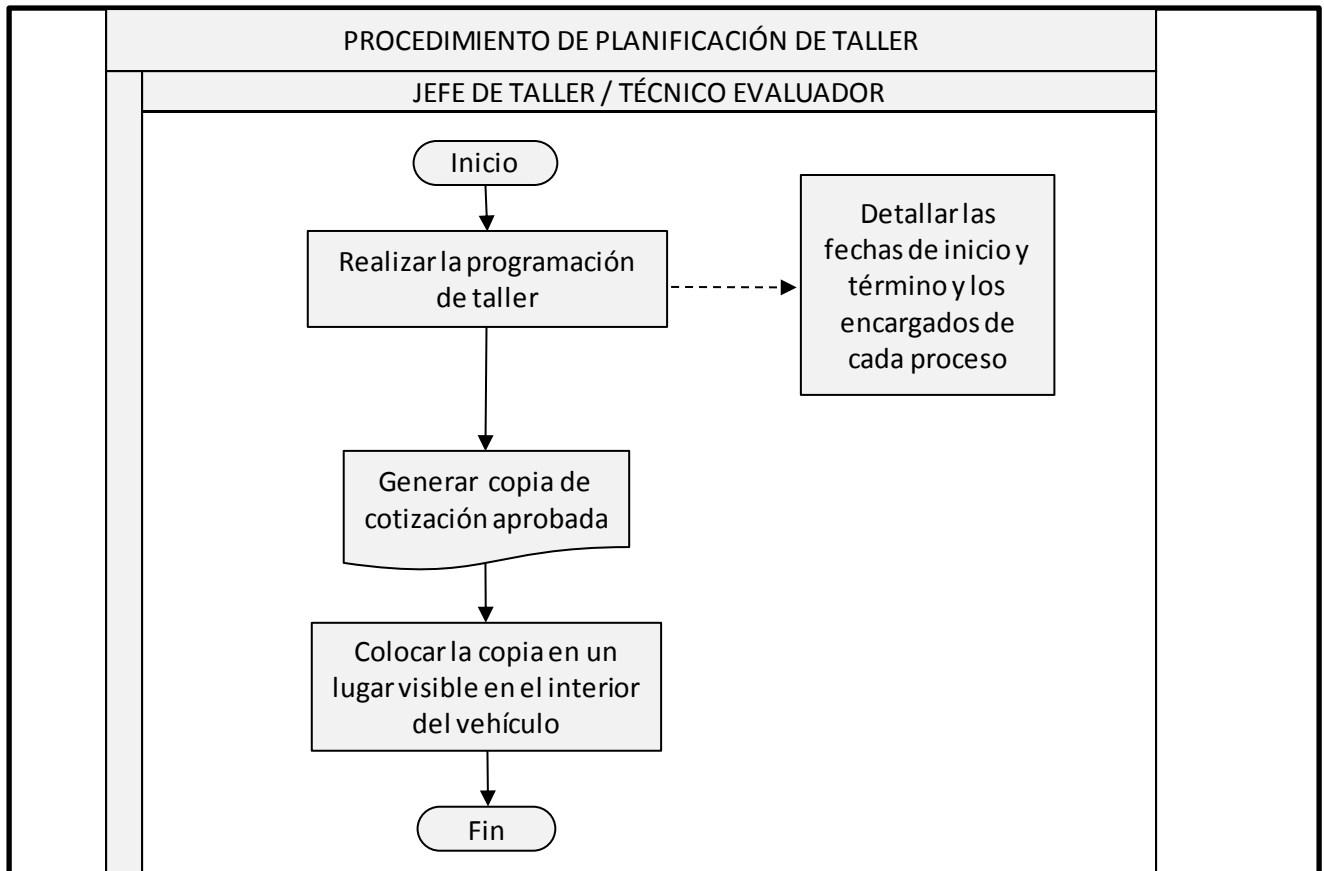 PROCEDIMIENTO DE PLANIFICACIÓN DE TALLER
JEFE DE TALLER / TÉCNICO EVALUADOR
Inicio
Realizar la programación
de taller
Detallar las
fechas de inicio y
término y los
encargados de
cada proceso
Generar copia de
cotización aprobada
Colocar la copia en un
lugar visible en el interior
del vehículo
Fin